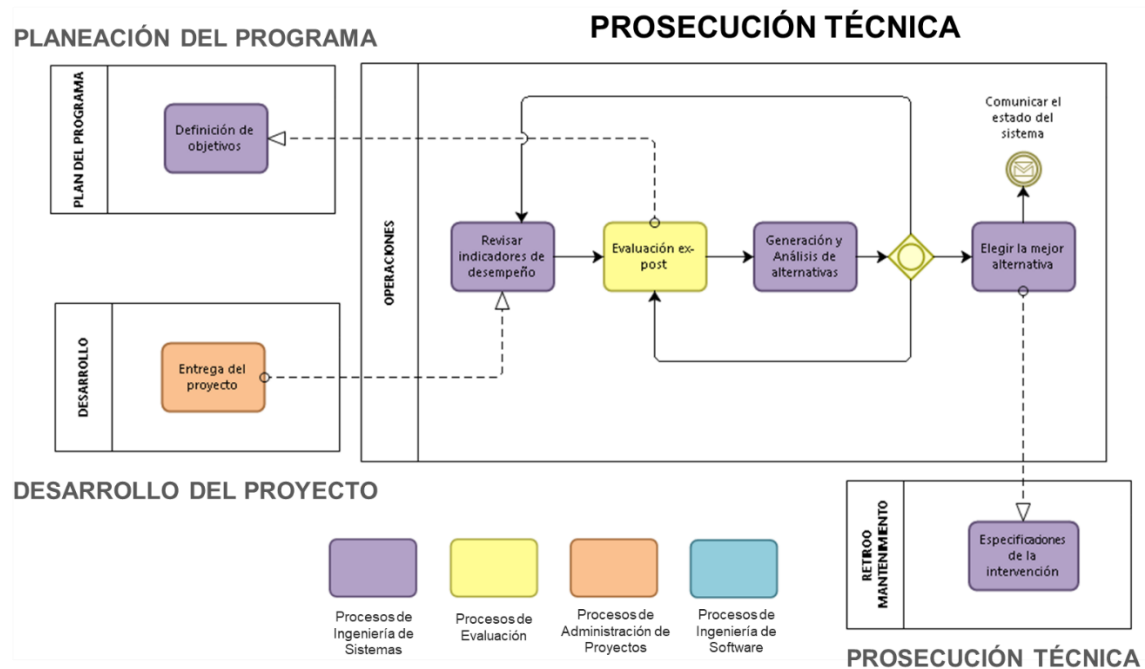 PROSECUCIÓN TÉCNICA
PLANEACIÓN DEL PROGRAMA
PLAN DEL PROGRAMA
Definición de
objetivos
OPERACIONES
Comunicar el
estado del
sistema
Revisar
indicadores de
desempeño
Evaluación ex-
post
Generación y
Análisis de
alternativas
Elegir la mejor
alternativa
DESARROLLO
Entrega del
proyecto
DESARROLLO DEL PROYECTO
RETIROO
MANTENIMIENTO
Especificaciones
de la
intervención
Procesos de
Ingeniería de
Sistemas
Procesos de
Evaluación
Procesos de
Administración de
Proyectos
Procesos de
Ingeniería de
Software
PROSECUCIÓN TÉCNICA